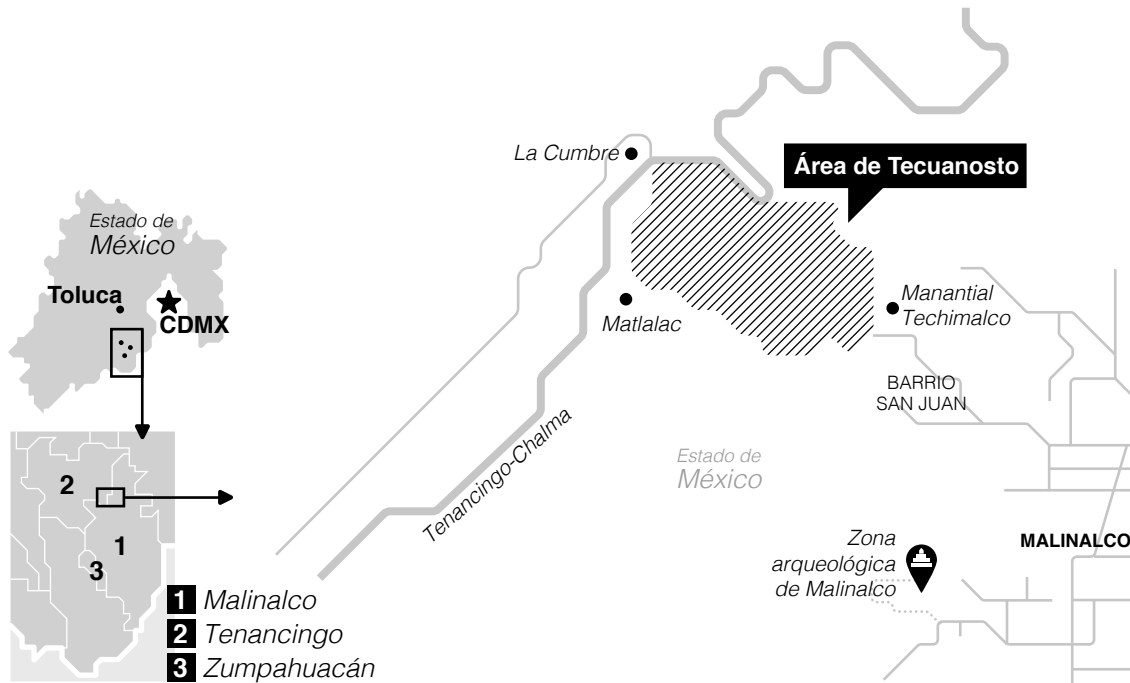 La Cumbre
Área de Tecuanosto
Estado de
México
Toluca
CDMX
Matlalac
Manantial
Techimalco
BARRIO
SAN JUAN
Tenancingo-Chalma
Estado de
México
2
1
3
Zona
arqueológica
de Malinalco
MALINALCO
1 Malinalco
2 Tenancingo
3 Zumpahuacán